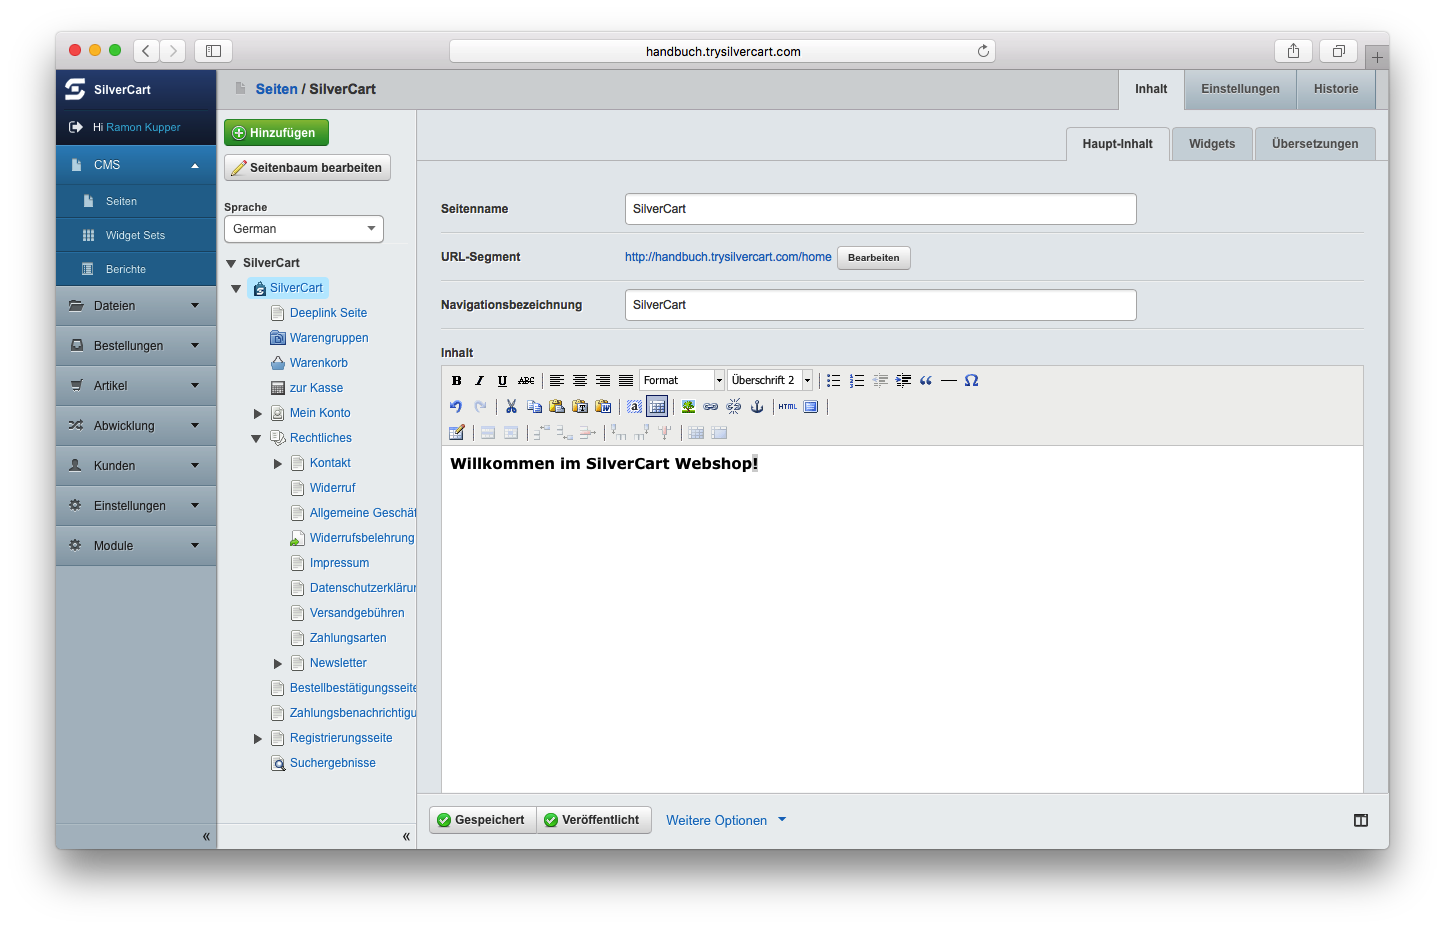 handbuch.trysilvercart.com
SilverCart
Hi Ramon Kupper
CMS
Seiten
Widget Sets
Berichte
Dateien
Bestellungen
Artikel
Abwicklung
Kunden
Einstellungen
Module
«
Seiten / SilverCart
Inhalt
Einstellungen
Historie
Hinzufügen
Seitenbaum bearbeiten
Sprache
German
SilverCart
SilverCart
Deeplink Seite
Warengruppen
Warenkorb
zur Kasse
Mein Konto
Rechtliches
Kontakt
Widerruf
Allgemeine Geschäf
Widerrufsbelehrung
Impressum
Datenschutzerklärun
Versandgebühren
Zahlungsarten
Newsletter
Bestellbestätigungsseite
Zahlungsbenachrichtigu
Registrierungsseite
Suchergebnisse
«
Haupt-Inhalt
Widgets
Übersetzungen
Seitenname
SilverCart
URL-Segment
http://handbuch.trysilvercart.com/home
Bearbeiten
Navigationsbezeichnung
SilverCart
Inhalt
B I U ABC
Format
Überschrift 2
“ — Ω
HTML
Willkommen im SilverCart Webshop!
Gespeichert
Veröffentlicht
Weitere Optionen